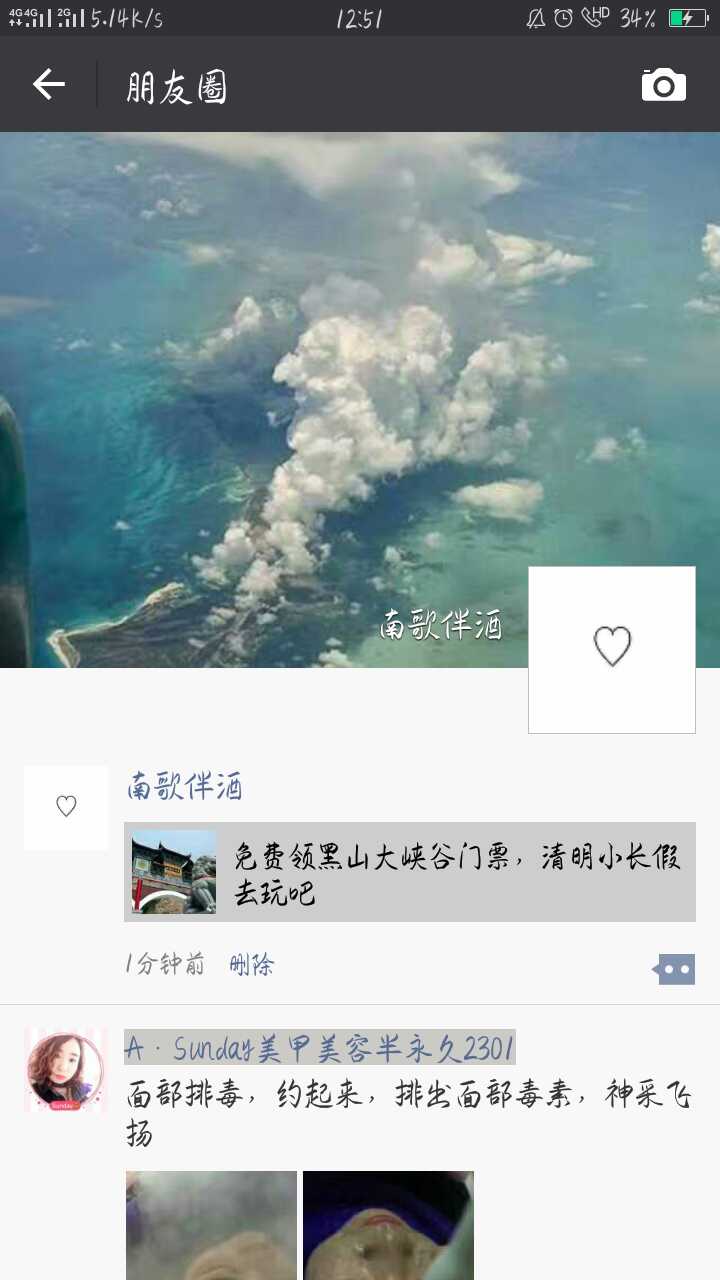 4G 4G 2G 5.14K/s 12:51 HD 34%
朋友圈
南歌伴酒
南歌伴酒
免费领黑山大峡谷门票，清明小长假
去玩吧
1分钟前 删除
A·Sunday美甲美容半永久2301
面部排毒，约起来，排出面部毒素，神采飞
扬
Sunday